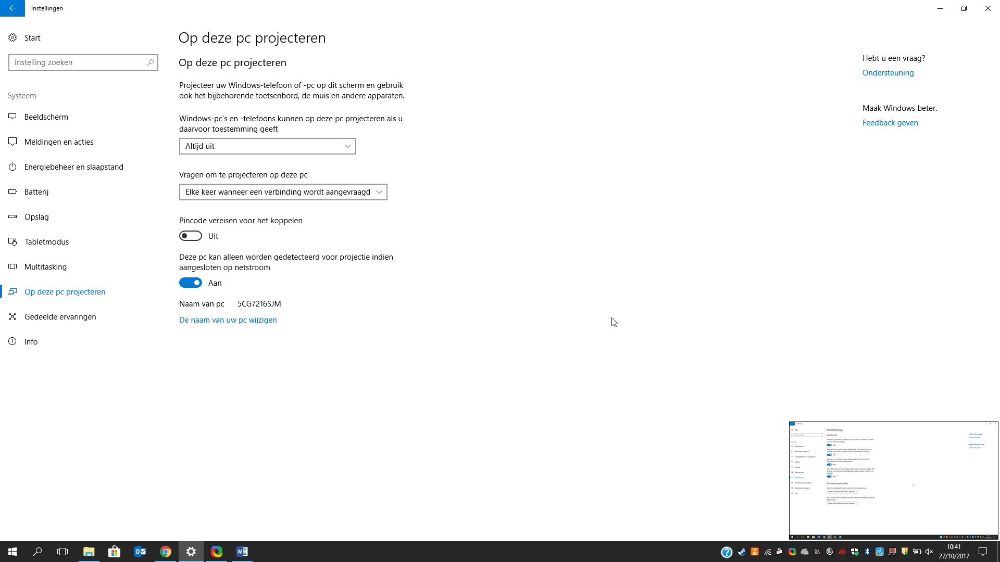 Instellingen
Start
Instelling zoeken
Systeem
Beeldscherm
Meldingen en acties
Energiebeheer en slaapstand
Batterij
Opslag
Tabletmodus
Multitasking
Op deze pc projecteren
Gedeelde ervaringen
Info
Op deze pc projecteren
Op deze pc projecteren
Projecteer uw Windows-telefoon of -pc op dit scherm en gebruik
ook het bijbehorende toetsenbord, de muis en andere apparaten.
Windows-pc's en -telefoons kunnen op deze pc projecteren als u
daarvoor toestemming geeft
Altijd uit
Vragen om te projecteren op deze pc
Elke keer wanneer een verbinding wordt aangevraagd
Pincode vereisen voor het koppelen
Uit
Deze pc kan alleen worden gedetecteerd voor projectie indien
aangesloten op netstroom
Aan
Naam van pc 5CG7216SJM
De naam van uw pc wijzigen
Hebt u een vraag?
Ondersteuning
Maak Windows beter.
Feedback geven
Multitasking
Vastmaken
Virtuele bureaubladen
10:41
27/10/2017